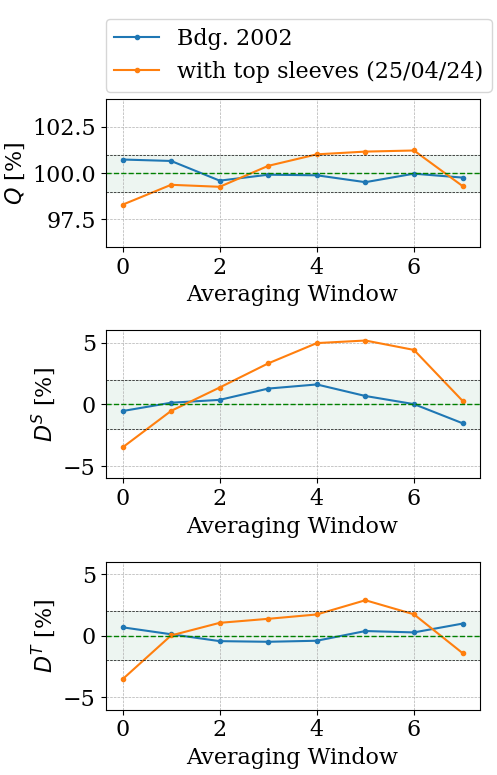 Bdg. 2002
with top sleeves (25/04/24)
102.5
100.0
97.5
Q [%]
0 2 4 6
Averaging Window
5
0
−5
D^S [%]
0 2 4 6
Averaging Window
5
0
−5
D^T [%]
0 2 4 6
Averaging Window